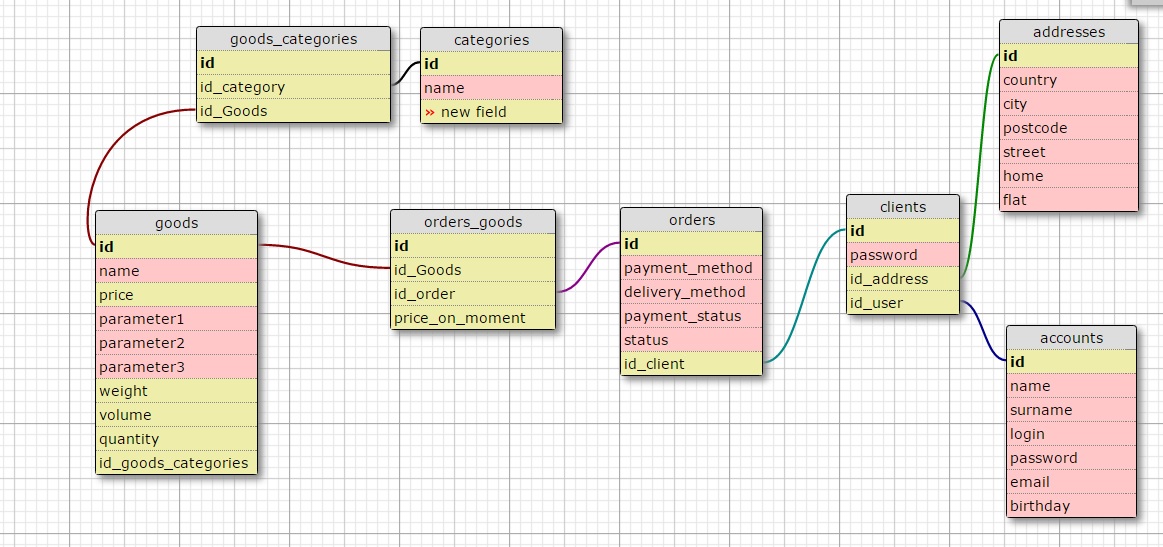 goods_categories
id
id_category
id_Goods
categories
id
name
» new field
addresses
id
country
city
postcode
street
home
flat
goods
id
name
price
parameter1
parameter2
parameter3
weight
volume
quantity
id_goods_categories
orders_goods
id
id_Goods
id_order
price_on_moment
orders
id
payment_method
delivery_method
payment_status
status
id_client
clients
id
password
id_address
id_user
accounts
id
name
surname
login
password
email
birthday